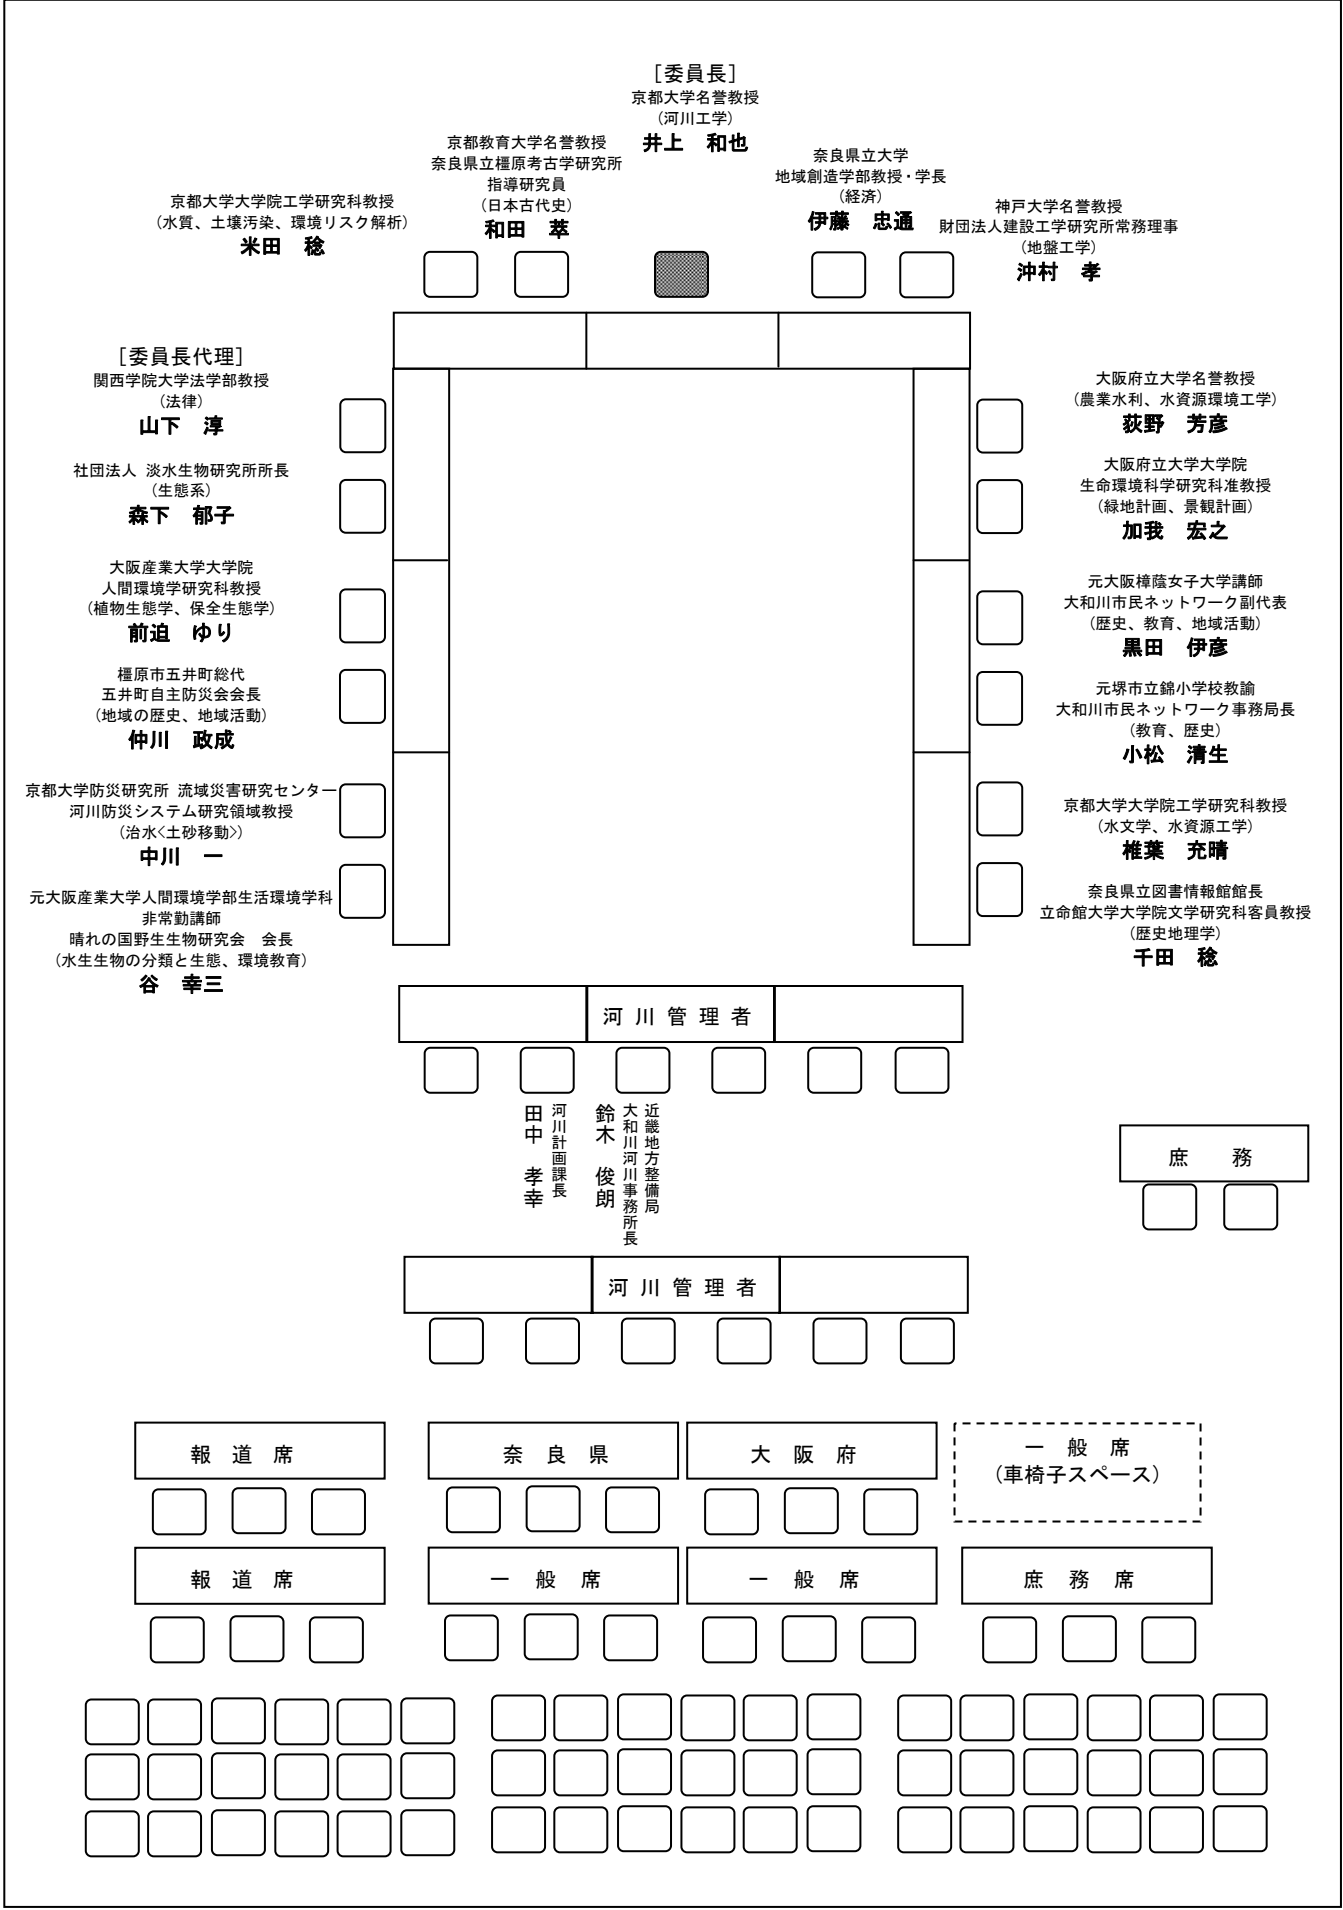 ［委員長］
京都大学名誉教授
（河川工学）
井上　和也
京都教育大学名誉教授
奈良県立橿原考古学研究所
指導研究員
（日本古代史）
和田　萃
奈良県立大学
地域創造学部教授・学長
（経済）
伊藤　忠通
京都大学大学院工学研究科教授
（水質、土壌汚染、環境リスク解析）
米田　稔
神戸大学名誉教授
財団法人建設工学研究所常務理事
（地盤工学）
沖村　孝
［委員長代理］
関西学院大学法学部教授
（法律）
山下　淳
社団法人 淡水生物研究所所長
（生態系）
森下　郁子
大阪産業大学大学院
人間環境学研究科教授
（植物生態学、保全生態学）
前迫　ゆり
橿原市五井町総代
五井町自主防災会会長
（地域の歴史、地域活動）
仲川　政成
京都大学防災研究所 流域災害研究センター
河川防災システム研究領域教授
（治水<土砂移動>）
中川　一
元大阪産業大学人間環境学部生活環境学科
非常勤講師
晴れの国野生生物研究会　会長
（水生生物の分類と生態、環境教育）
谷　幸三
大阪府立大学名誉教授
（農業水利、水資源環境工学）
荻野　芳彦
大阪府立大学大学院
生命環境科学研究科准教授
（緑地計画、景観計画）
加我　宏之
元大阪樟蔭女子大学講師
大和川市民ネットワーク副代表
（歴史、教育、地域活動）
黒田　伊彦
元堺市立錦小学校教諭
大和川市民ネットワーク事務局長
（教育、歴史）
小松　清生
京都大学大学院工学研究科教授
（水文学、水資源工学）
椎葉　充晴
奈良県立図書情報館館長
立命館大学大学院文学研究科客員教授
（歴史地理学）
千田　稔
河川管理者
近畿地方整備局
大和川河川事務所長
鈴木　俊朗
河川計画課長
田中　孝幸
庶　務
河川管理者
報道席
奈良県
大阪府
一般席
（車椅子スペース）
報道席
一般席
一般席
庶務席